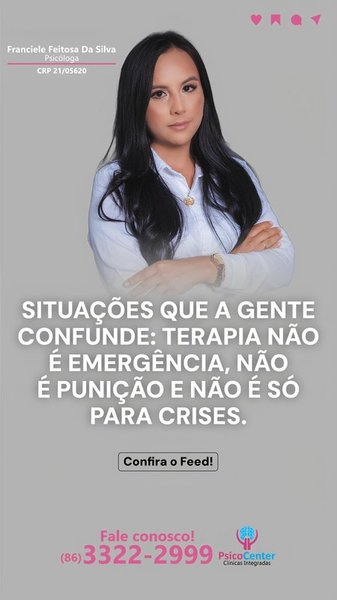 Franciele Feitosa Da Silva
Psicóloga
CRP 21/05620
SITUAÇÕES QUE A GENTE
CONFUNDE: TERAPIA NÃO
É EMERGÊNCIA, NÃO
É PUNIÇÃO E NÃO É SÓ
PARA CRISES.
Confira o Feed!
Fale conosco!
(86)3322-2999
PsicoCenter
Clínicas Integradas